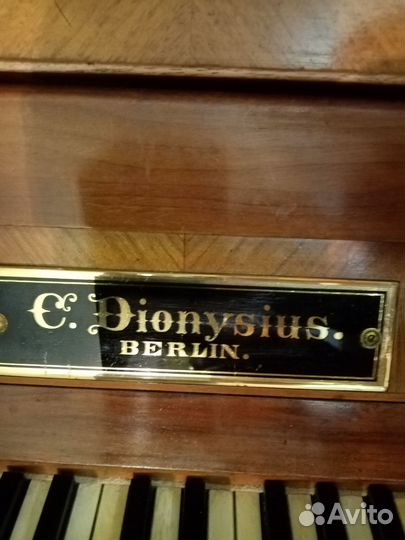 C. Dionysius.
BERLIN.
Avito